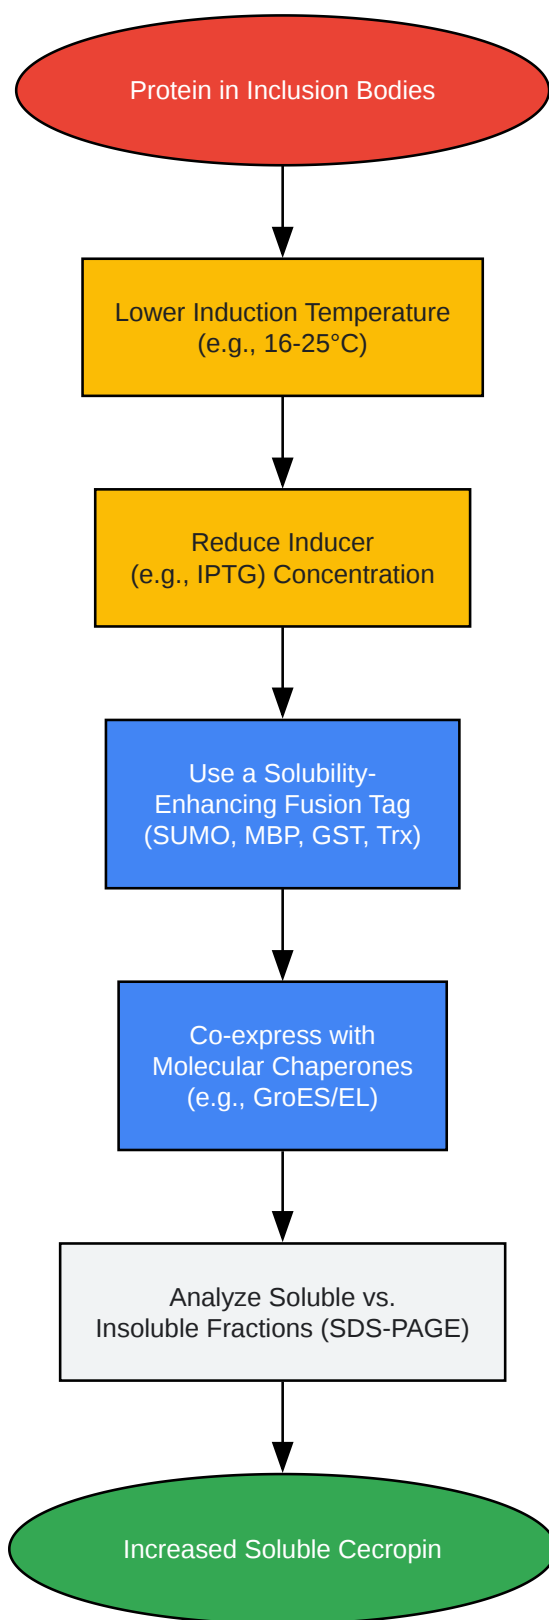 Protein in Inclusion Bodies
Lower Induction Temperature
(e.g., 16-25°C)
Reduce Inducer
(e.g., IPTG) Concentration
Use a Solubility-
Enhancing Fusion Tag
(SUMO, MBP, GST, Trx)
Co-express with
Molecular Chaperones
(e.g., GroES/EL)
Analyze Soluble vs.
Insoluble Fractions (SDS-PAGE)
Increased Soluble Cecropin